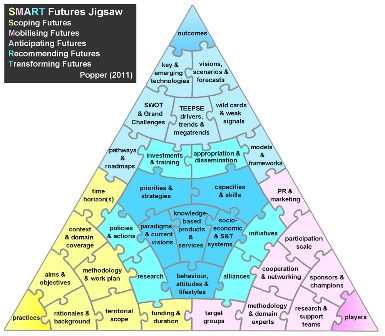 SMART Futures Jigsaw
Scoping Futures
Mobilising Futures
Anticipating Futures
Recommending Futures
Transforming Futures
Popper (2011)
outcomes
key &
emerging
technologies
visions,
scenarios &
forecasts
SWOT
& Grand
Challenges
TEEPSE
drivers,
trends &
megatrends
wild cards
& weak
signals
pathways &
roadmaps
investments
& training
appropriation &
dissemination
models &
frameworks
time
horizon(s)
priorities &
strategies
capacities
& skills
PR &
marketing
context
& domain
coverage
policies
& actions
paradigms
& current
visions
knowledge-
based
products &
services
socio-
economic
& S&T
systems
initiatives
participation
scale
aims &
objectives
methodology
& work plan
research
behaviour,
attitudes &
lifestyles
alliances
cooperation
& networking
sponsors &
champions
practices
rationales &
background
territorial
scope
funding &
duration
target
groups
methodology
& domain
experts
research &
support
teams
players